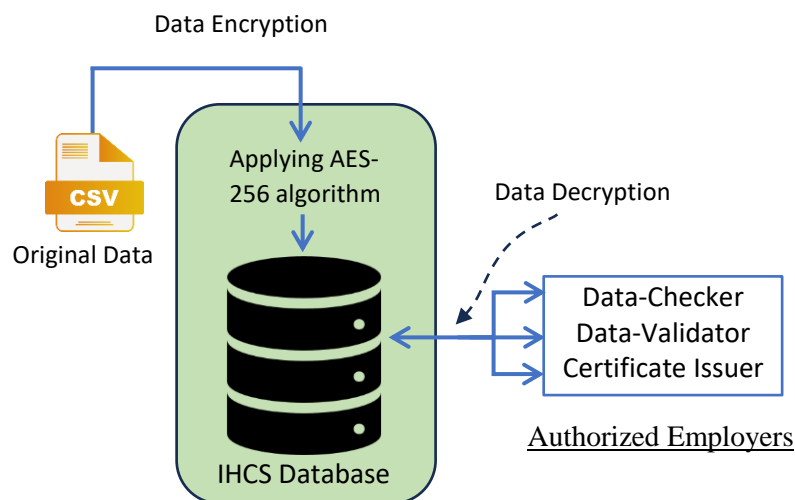 Data Encryption
Applying AES-
256 algorithm
CSV
Original Data
Data Decryption
Data-Checker
Data-Validator
Certificate Issuer
Authorized Employers
IHCS Database